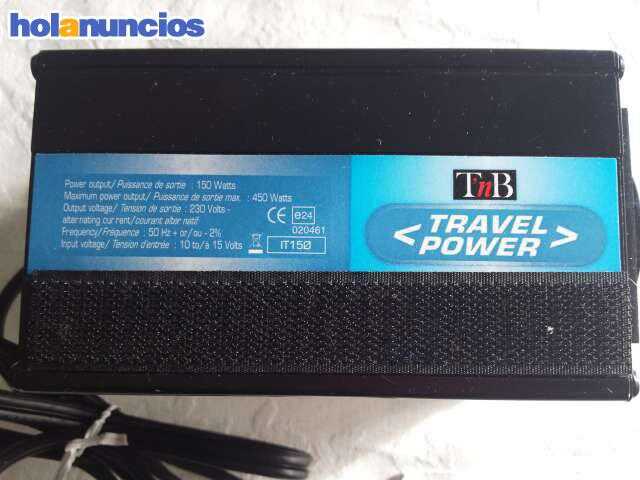 holanuncios
Power output/ Puissance de sortie : 150 Watts
Maximum power output/ Puissance de sortie max. : 450 Watts
Output voltage/ Tension de sortie : 230 Volts -
alternating current/courant alternatif
Frequency/Fréquence : 50 Hz + or/ou - 2%
Input voltage/ Tension d'entrée : 10 to/à 15 Volts
CE e24
020461
IT150
TnB
< TRAVEL
POWER >